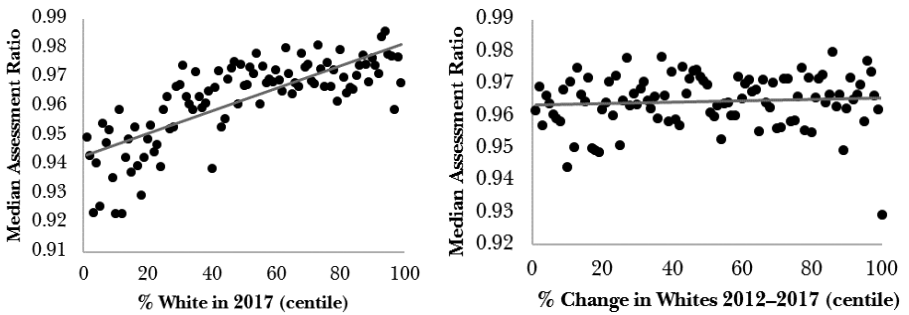 Median Assessment Ratio
0.99
0.98
0.97
0.96
0.95
0.94
0.93
0.92
0.91
0 20 40 60 80 100
% White in 2017 (centile)
Median Assessment Ratio
0.99
0.98
0.97
0.96
0.95
0.94
0.93
0.92
0 20 40 60 80 100
% Change in Whites 2012–2017 (centile)